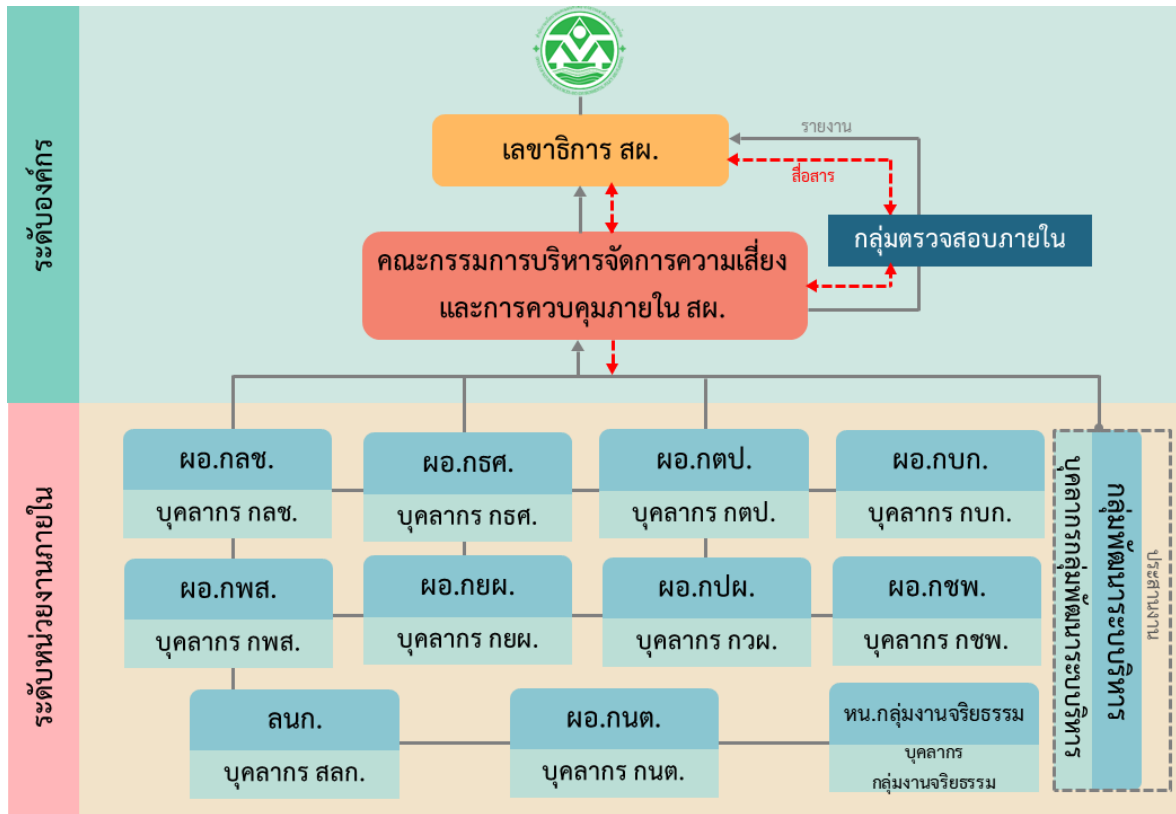 ระดับองค์กร
เลขาธิการ สผ.
รายงาน
สื่อสาร
กลุ่มตรวจสอบภายใน
คณะกรรมการบริหารจัดการความเสี่ยง
และการควบคุมภายใน สผ.
ระดับหน่วยงานภายใน
ผอ.กลช.
บุคลากร กลช.
ผอ.กธศ.
บุคลากร กธศ.
ผอ.กตป.
บุคลากร กตป.
ผอ.กบก.
บุคลากร กบก.
ผอ.กพส.
บุคลากร กพส.
ผอ.กยผ.
บุคลากร กยผ.
ผอ.กปผ.
บุคลากร กวผ.
ผอ.กชพ.
บุคลากร กชพ.
ลนก.
บุคลากร สลก.
ผอ.กนต.
บุคลากร กนต.
หน.กลุ่มงานจริยธรรม
บุคลากร
กลุ่มงานจริยธรรม
บุคลากรกลุ่มพัฒนาระบบริหาร
กลุ่มพัฒนาระบบริหาร
ประสานงาน